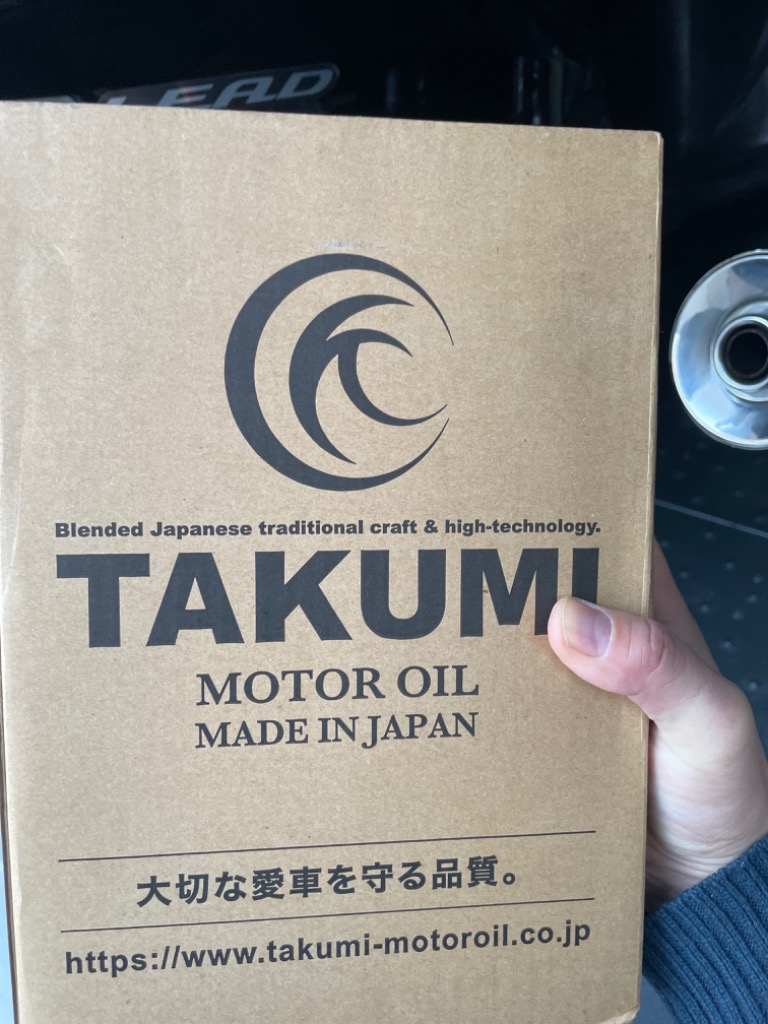 LEAD
Blended Japanese traditional craft & high-technology.
TAKUMI
MOTOR OIL
MADE IN JAPAN
大切な愛車を守る品質。
https://www.takumi-motoroil.co.jp